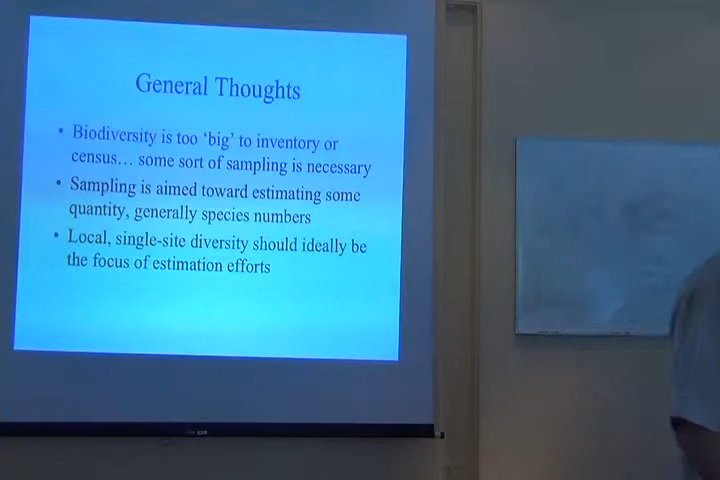 General Thoughts
• Biodiversity is too ‘big’ to inventory or
census… some sort of sampling is necessary
• Sampling is aimed toward estimating some
quantity, generally species numbers
• Local, single-site diversity should ideally be
the focus of estimation efforts